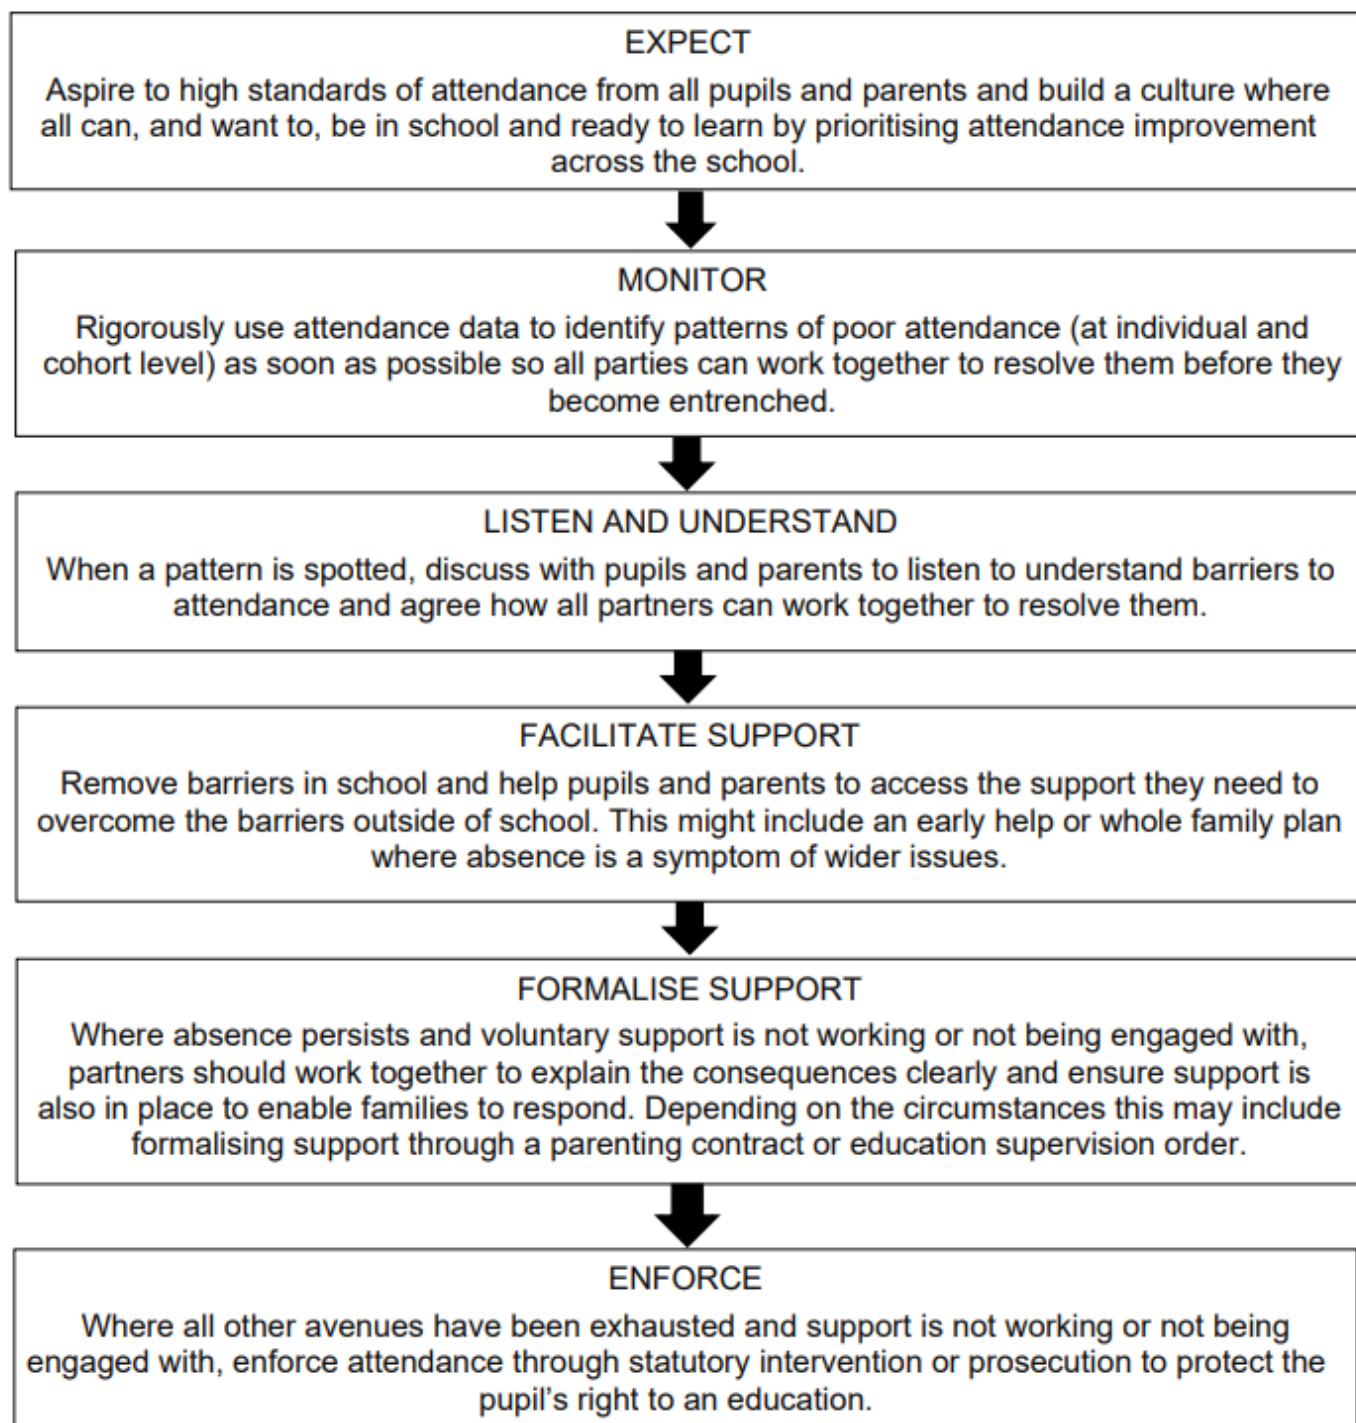 EXPECT
Aspire to high standards of attendance from all pupils and parents and build a culture where
all can, and want to, be in school and ready to learn by prioritising attendance improvement
across the school.
MONITOR
Rigorously use attendance data to identify patterns of poor attendance (at individual and
cohort level) as soon as possible so all parties can work together to resolve them before they
become entrenched.
LISTEN AND UNDERSTAND
When a pattern is spotted, discuss with pupils and parents to listen to understand barriers to
attendance and agree how all partners can work together to resolve them.
FACILITATE SUPPORT
Remove barriers in school and help pupils and parents to access the support they need to
overcome the barriers outside of school. This might include an early help or whole family plan
where absence is a symptom of wider issues.
FORMALISE SUPPORT
Where absence persists and voluntary support is not working or not being engaged with,
partners should work together to explain the consequences clearly and ensure support is
also in place to enable families to respond. Depending on the circumstances this may include
formalising support through a parenting contract or education supervision order.
ENFORCE
Where all other avenues have been exhausted and support is not working or not being
engaged with, enforce attendance through statutory intervention or prosecution to protect the
pupil's right to an education.